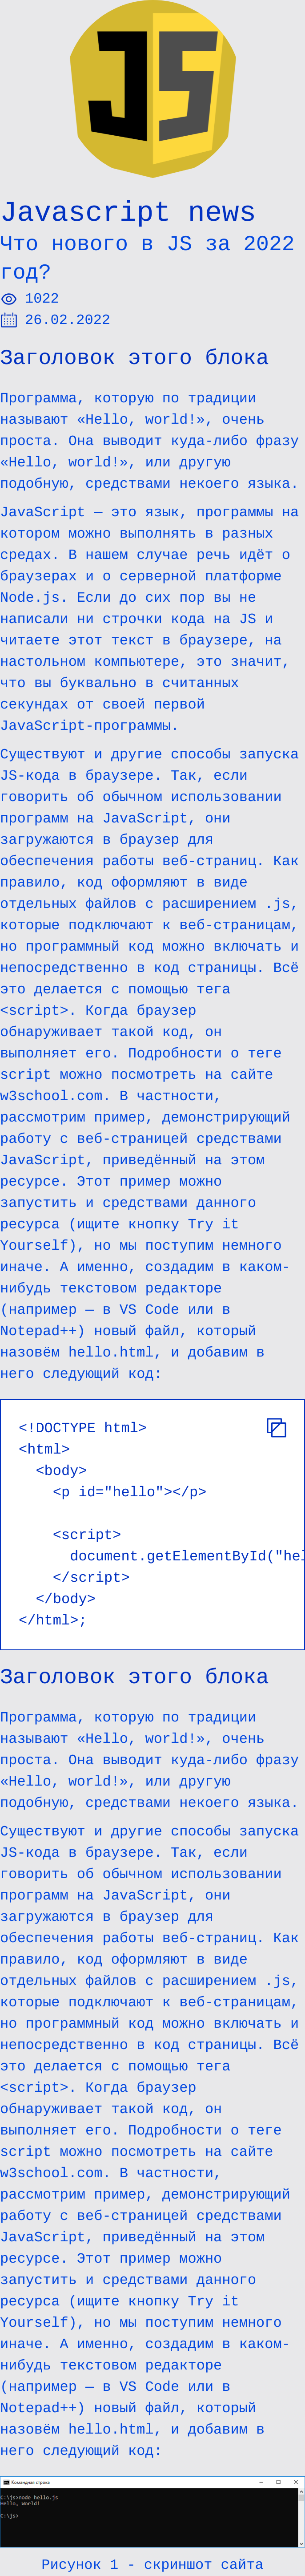 JS
Javascript news
Что нового в JS за 2022
год?
1022
26.02.2022
Заголовок этого блока
Программа, которую по традиции
называют «Hello, world!», очень
проста. Она выводит куда-либо фразу
«Hello, world!», или другую
подобную, средствами некоего языка.
JavaScript — это язык, программы на
котором можно выполнять в разных
средах. В нашем случае речь идёт о
браузерах и о серверной платформе
Node.js. Если до сих пор вы не
написали ни строчки кода на JS и
читаете этот текст в браузере, на
настольном компьютере, это значит,
что вы буквально в считанных
секундах от своей первой
JavaScript-программы.
Существуют и другие способы запуска
JS-кода в браузере. Так, если
говорить об обычном использовании
программ на JavaScript, они
загружаются в браузер для
обеспечения работы веб-страниц. Как
правило, код оформляют в виде
отдельных файлов с расширением .js,
которые подключают к веб-страницам,
но программный код можно включать и
непосредственно в код страницы. Всё
это делается с помощью тега
<script>. Когда браузер
обнаруживает такой код, он
выполняет его. Подробности о теге
script можно посмотреть на сайте
w3school.com. В частности,
рассмотрим пример, демонстрирующий
работу с веб-страницей средствами
JavaScript, приведённый на этом
ресурсе. Этот пример можно
запустить и средствами данного
ресурса (ищите кнопку Try it
Yourself), но мы поступим немного
иначе. А именно, создадим в каком-
нибудь текстовом редакторе
(например — в VS Code или в
Notepad++) новый файл, который
назовём hello.html, и добавим в
него следующий код:
<!DOCTYPE html>
<html>
<body>
<p id="hello"></p>
<script>
document.getElementById("hel
</script>
</body>
</html>;
Заголовок этого блока
Программа, которую по традиции
называют «Hello, world!», очень
проста. Она выводит куда-либо фразу
«Hello, world!», или другую
подобную, средствами некоего языка.
Существуют и другие способы запуска
JS-кода в браузере. Так, если
говорить об обычном использовании
программ на JavaScript, они
загружаются в браузер для
обеспечения работы веб-страниц. Как
правило, код оформляют в виде
отдельных файлов с расширением .js,
которые подключают к веб-страницам,
но программный код можно включать и
непосредственно в код страницы. Всё
это делается с помощью тега
<script>. Когда браузер
обнаруживает такой код, он
выполняет его. Подробности о теге
script можно посмотреть на сайте
w3school.com. В частности,
рассмотрим пример, демонстрирующий
работу с веб-страницей средствами
JavaScript, приведённый на этом
ресурсе. Этот пример можно
запустить и средствами данного
ресурса (ищите кнопку Try it
Yourself), но мы поступим немного
иначе. А именно, создадим в каком-
нибудь текстовом редакторе
(например — в VS Code или в
Notepad++) новый файл, который
назовём hello.html, и добавим в
него следующий код:
Командная строка
C:\js>node hello.js
Hello, World!
C:\js>
Рисунок 1 - скриншот сайта